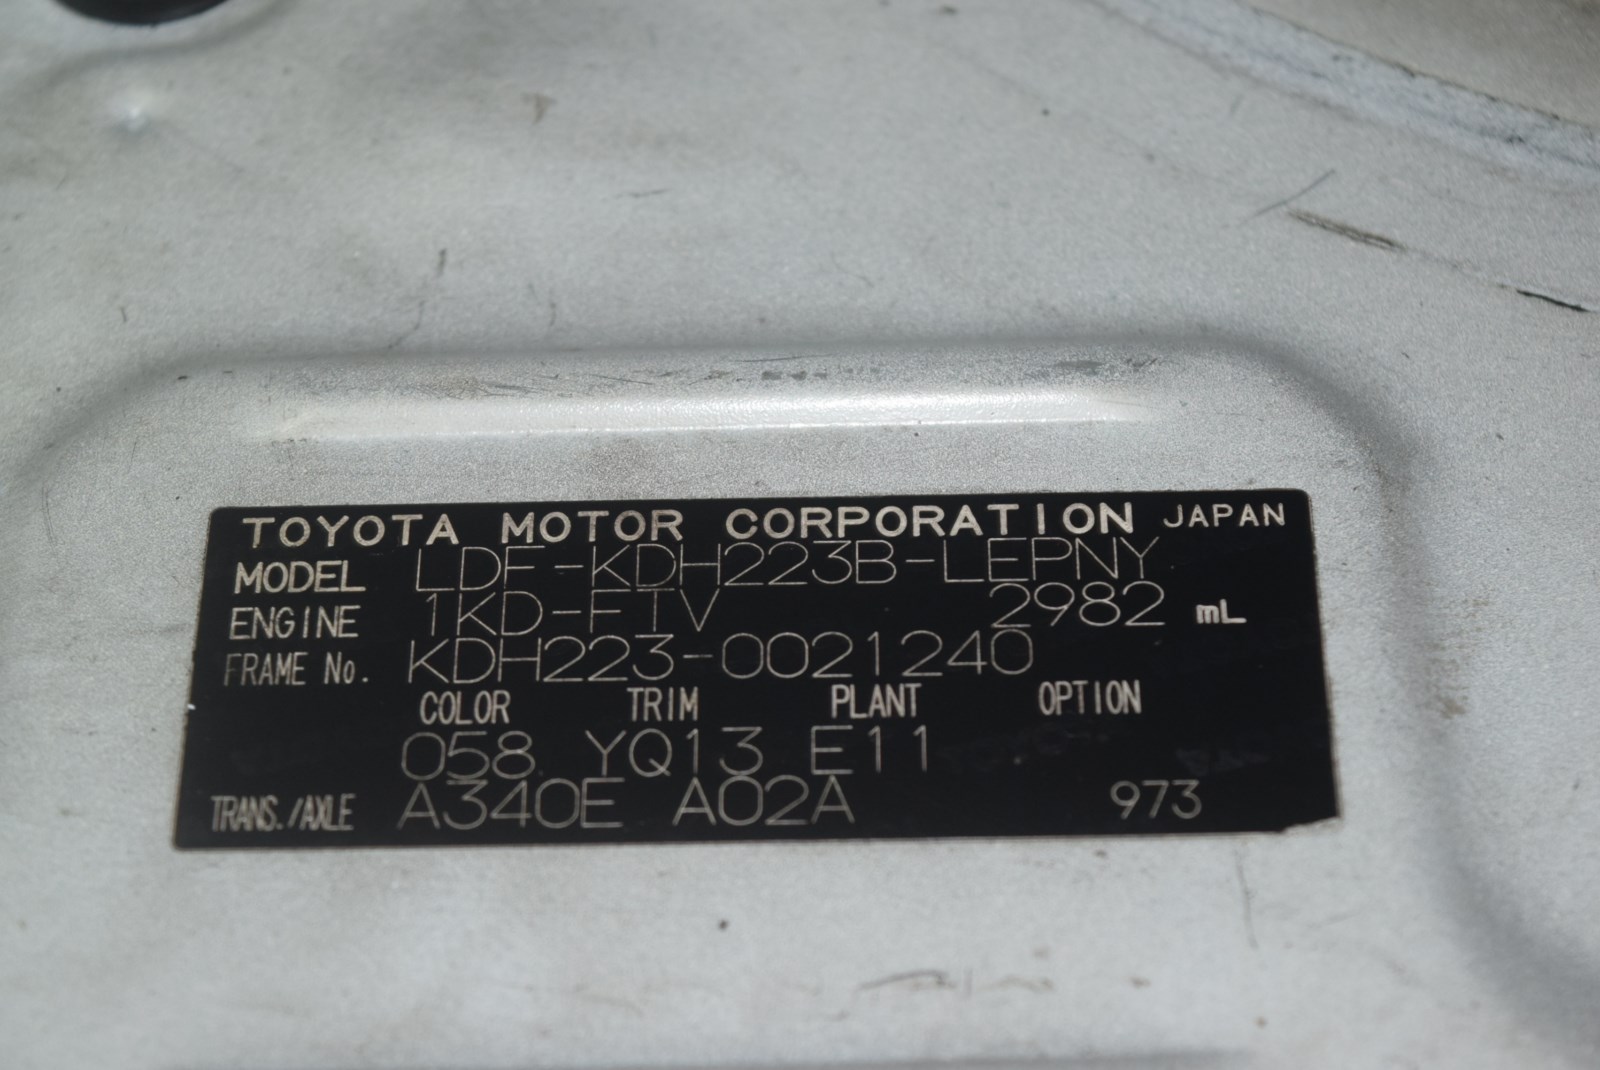 TOYOTA MOTOR CORPORATION JAPAN
MODEL LDF-KDH223B-LEPNY
ENGINE 1KD-FTV 2982 mL
FRAME No. KDH223-0021240
COLOR TRIM PLANT OPTION
058 YQ13 E11
TRANS./AXLE A340E A02A 973